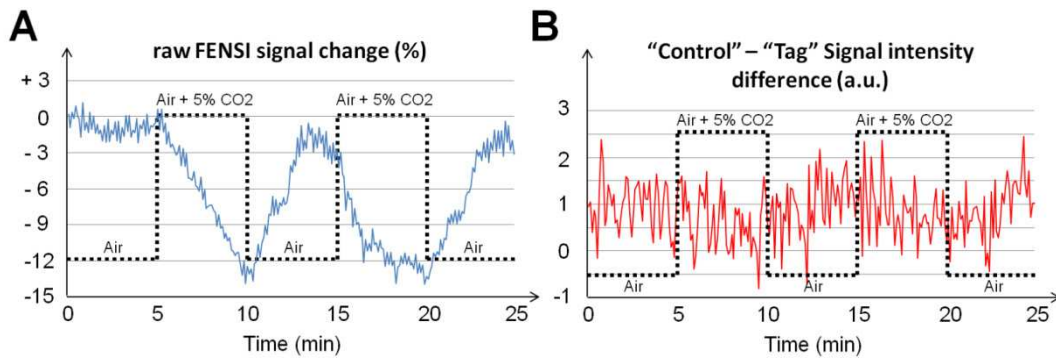 A
raw FENSI signal change (%)
+ 3
0
-3
-6
-9
-12
-15
Air + 5% CO2
Air + 5% CO2
Air
Air
Air
0
5
10
15
20
25
Time (min)
B
“Control” – “Tag” Signal intensity
difference (a.u.)
3
2
1
0
-1
Air + 5% CO2
Air + 5% CO2
Air
Air
Air
0
5
10
15
20
25
Time (min)